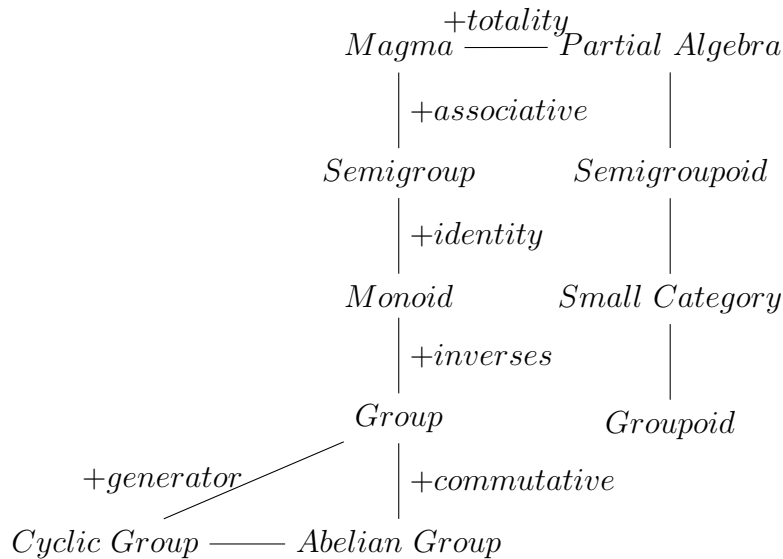 +totality
Magma Partial Algebra
+associative
Semigroup Semigroupoid
+identity
Monoid Small Category
+inverses
Group Groupoid
+generator +commutative
Cyclic Group Abelian Group